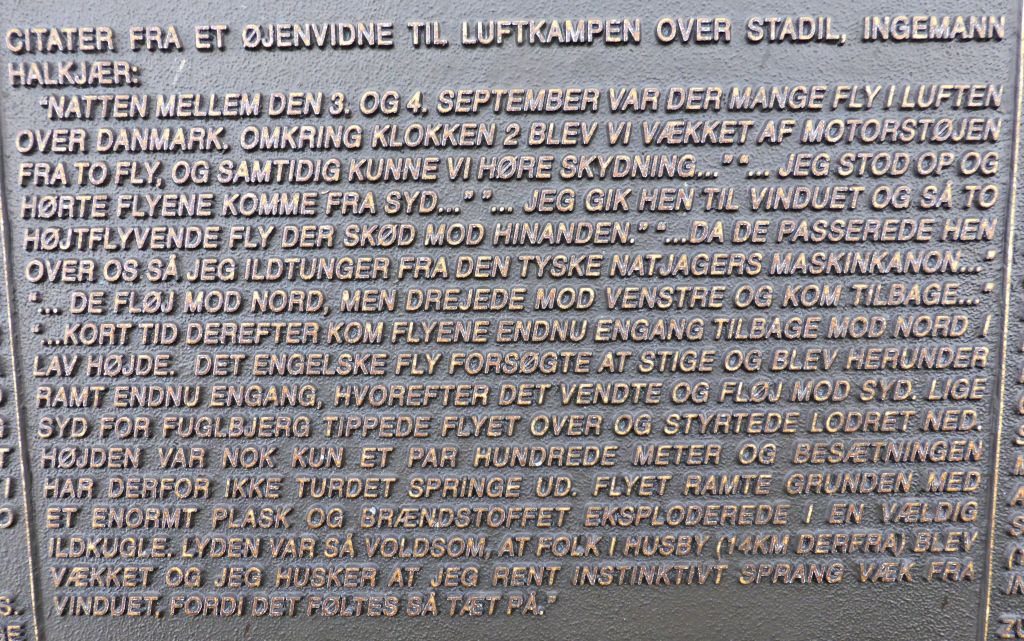 CITATER FRA ET ØJENVIDNE TIL LUFTKAMPEN OVER STADIL, INGEMANN
HALKJÆR:
"NATTEN MELLEM DEN 3. OG 4. SEPTEMBER VAR DER MANGE FLY I LUFTEN
OVER DANMARK. OMKRING KLOKKEN 2 BLEV VI VÆKKET AF MOTORSTØJEN
FRA TO FLY, OG SAMTIDIG KUNNE VI HØRE SKYDNING..." "... JEG STOD OP OG
HØRTE FLYENE KOMME FRA SYD..." "... JEG GIK HEN TIL VINDUET OG SÅ TO
HØJTFLYVENDE FLY DER SKØD MOD HINANDEN." "...DA DE PASSEREDE HEN
OVER OS SÅ JEG ILDTUNGER FRA DEN TYSKE NATJAGERS MASKINKANON..."
"... DE FLØJ MOD NORD, MEN DREJEDE MOD VENSTRE OG KOM TILBAGE..."
"...KORT TID DEREFTER KOM FLYENE ENDNU ENGANG TILBAGE MOD NORD I
LAV HØJDE. DET ENGELSKE FLY FORSØGTE AT STIGE OG BLEV HERUNDER
RAMT ENDNU ENGANG, HVOREFTER DET VENDTE OG FLØJ MOD SYD. LIGE
SYD FOR FUGLBJERG TIPPEDE FLYET OVER OG STYRTEDE LODRET NED.
HØJDEN VAR NOK KUN ET PAR HUNDREDE METER OG BESÆTNINGEN
HAR DERFOR IKKE TURDET SPRINGE UD. FLYET RAMTE GRUNDEN MED
ET ENORMT PLASK OG BRÆNDSTOFFET EKSPLODEREDE I EN VÆLDIG
ILDKUGLE. LYDEN VAR SÅ VOLDSOM, AT FOLK I HUSBY (14KM DERFRA) BLEV
VÆKKET OG JEG HUSKER AT JEG RENT INSTINKTIVT SPRANG VÆK FRA
VINDUET, FORDI DET FØLTES SÅ TÆT PÅ."